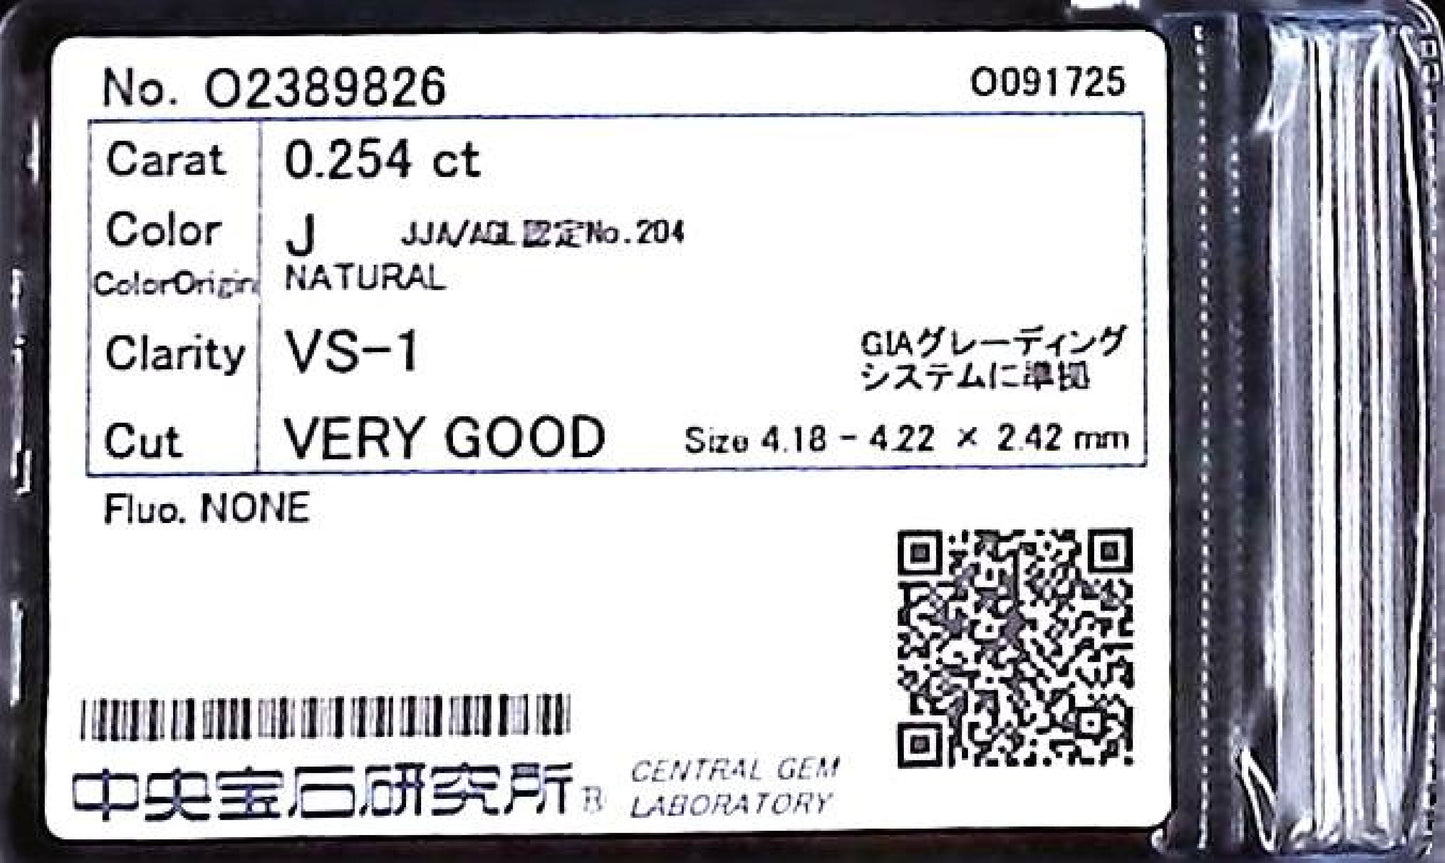 No. O2389826
O091725
Carat 0.254 ct
Color J JJA/AGL認定No.204
ColorOrigin NATURAL
Clarity VS-1
GIAグレーディング
システムに準拠
Cut VERY GOOD Size 4.18 - 4.22 × 2.42 mm
Fluo. NONE
中央宝石研究所® CENTRAL GEM
LABORATORY